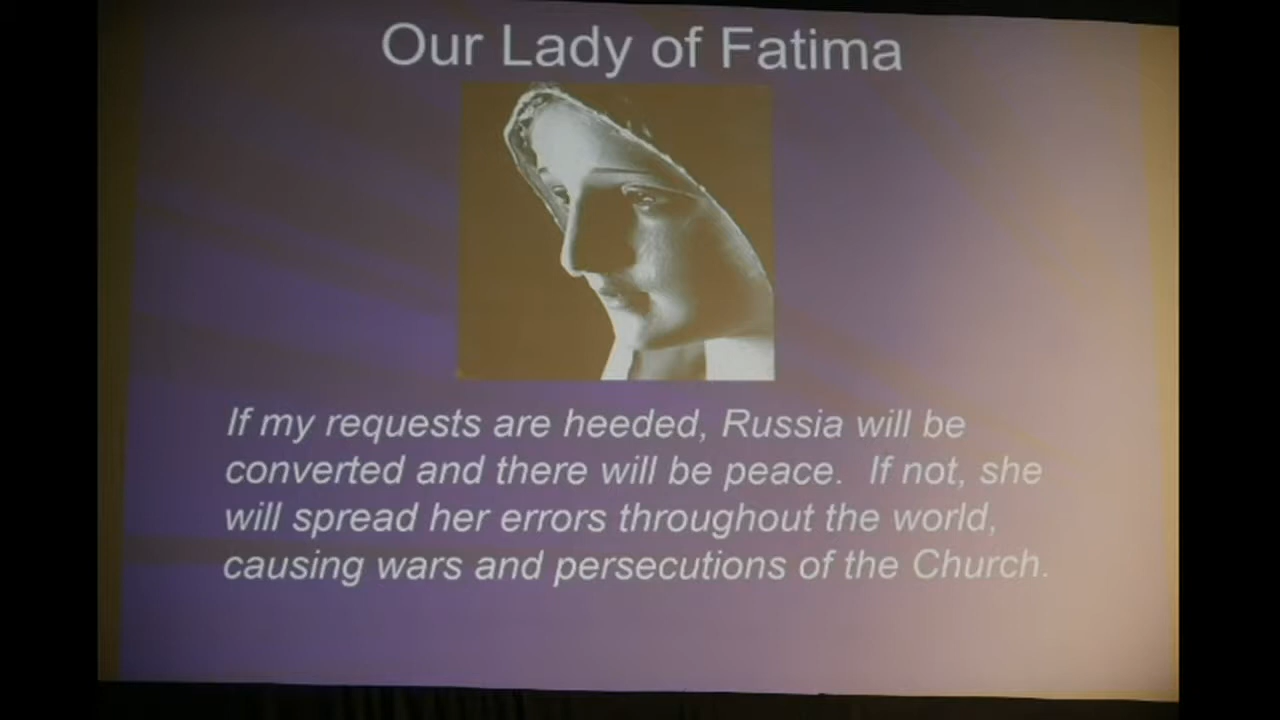 Our Lady of Fatima
If my requests are heeded, Russia will be
converted and there will be peace.  If not, she
will spread her errors throughout the world,
causing wars and persecutions of the Church.